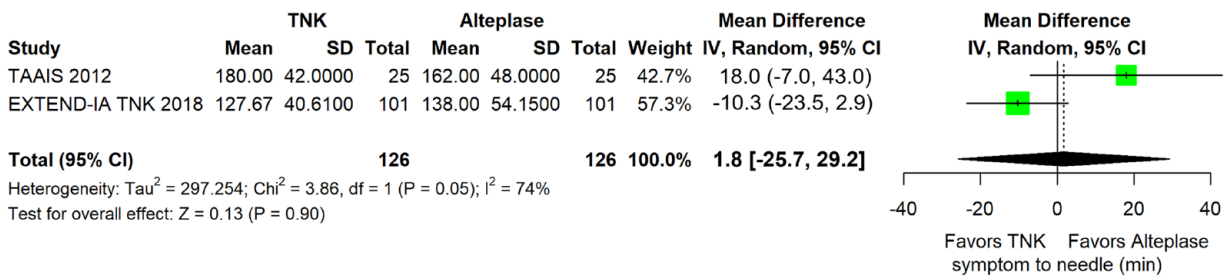 TNK Alteplase Mean Difference Mean Difference
Study Mean SD Total Mean SD Total Weight IV, Random, 95% CI IV, Random, 95% CI
TAAIS 2012 180.00 42.0000 25 162.00 48.0000 25 42.7% 18.0 (-7.0, 43.0)
EXTEND-IA TNK 2018 127.67 40.6100 101 138.00 54.1500 101 57.3% -10.3 (-23.5, 2.9)
Total (95% CI) 126 126 100.0% 1.8 [-25.7, 29.2]
Heterogeneity: Tau² = 297.254; Chi² = 3.86, df = 1 (P = 0.05); I² = 74%
Test for overall effect: Z = 0.13 (P = 0.90)
-40 -20 0 20 40
Favors TNK Favors Alteplase
symptom to needle (min)